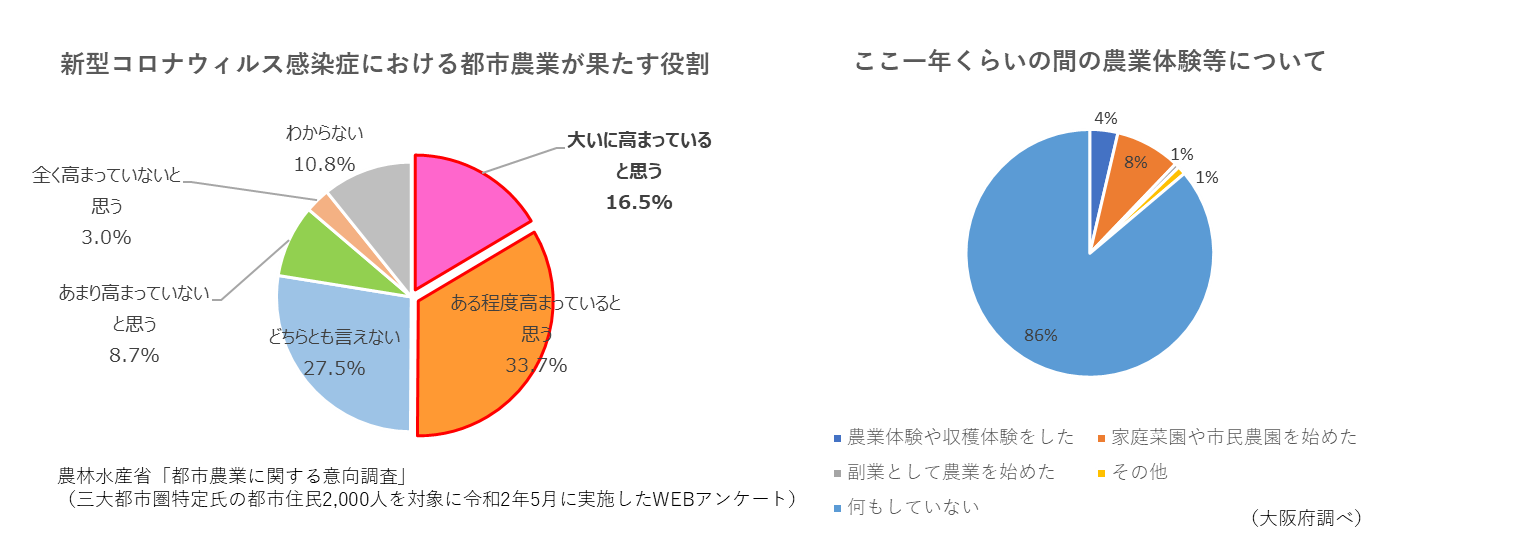 新型コロナウィルス感染症における都市農業が果たす役割
わからない
10.8%
大いに高まっている
と思う
16.5%
全く高まっていないと
思う
3.0%
あまり高まっていない
と思う
8.7%
ある程度高まっていると
思う
33.7%
どちらとも言えない
27.5%
農林水産省「都市農業に関する意向調査」
（三大都市圏特定氏の都市住民2,000人を対象に令和2年5月に実施したWEBアンケート）
ここ一年くらいの間の農業体験等について
4%
8%
1%
1%
86%
農業体験や収穫体験をした
家庭菜園や市民農園を始めた
副業として農業を始めた
その他
何もしていない
（大阪府調べ）